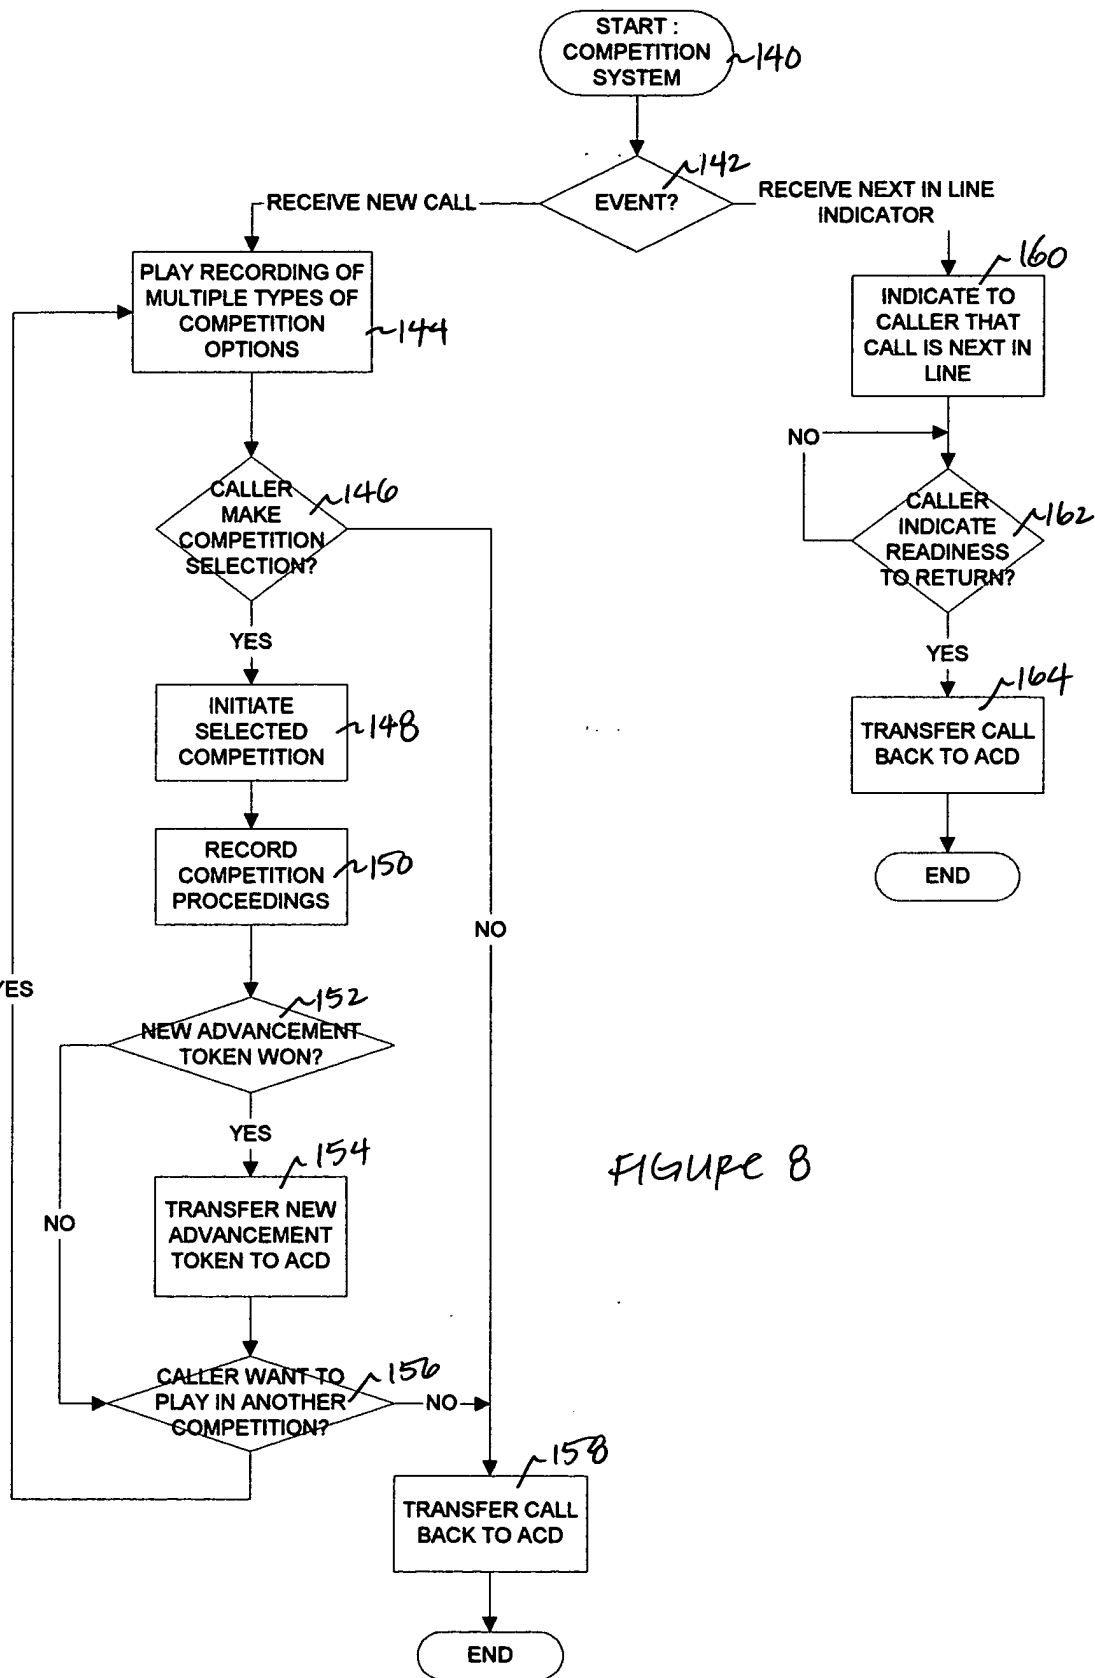 START :
COMPETITION
SYSTEM
~140
EVENT?
~142
RECEIVE NEW CALL
RECEIVE NEXT IN LINE
INDICATOR
PLAY RECORDING OF
MULTIPLE TYPES OF
COMPETITION
OPTIONS
~144
CALLER
MAKE
COMPETITION
SELECTION?
~146
YES
INITIATE
SELECTED
COMPETITION
~148
RECORD
COMPETITION
PROCEEDINGS
~150
NO
YES
NEW ADVANCEMENT
TOKEN WON?
~152
YES
NO
TRANSFER NEW
ADVANCEMENT
TOKEN TO ACD
~154
CALLER WANT TO
PLAY IN ANOTHER
COMPETITION?
~156
NO
TRANSFER CALL
BACK TO ACD
~158
END
INDICATE TO
CALLER THAT
CALL IS NEXT IN
LINE
~160
NO
CALLER
INDICATE
READINESS
TO RETURN?
~162
YES
TRANSFER CALL
BACK TO ACD
~164
END
FIGURE 8